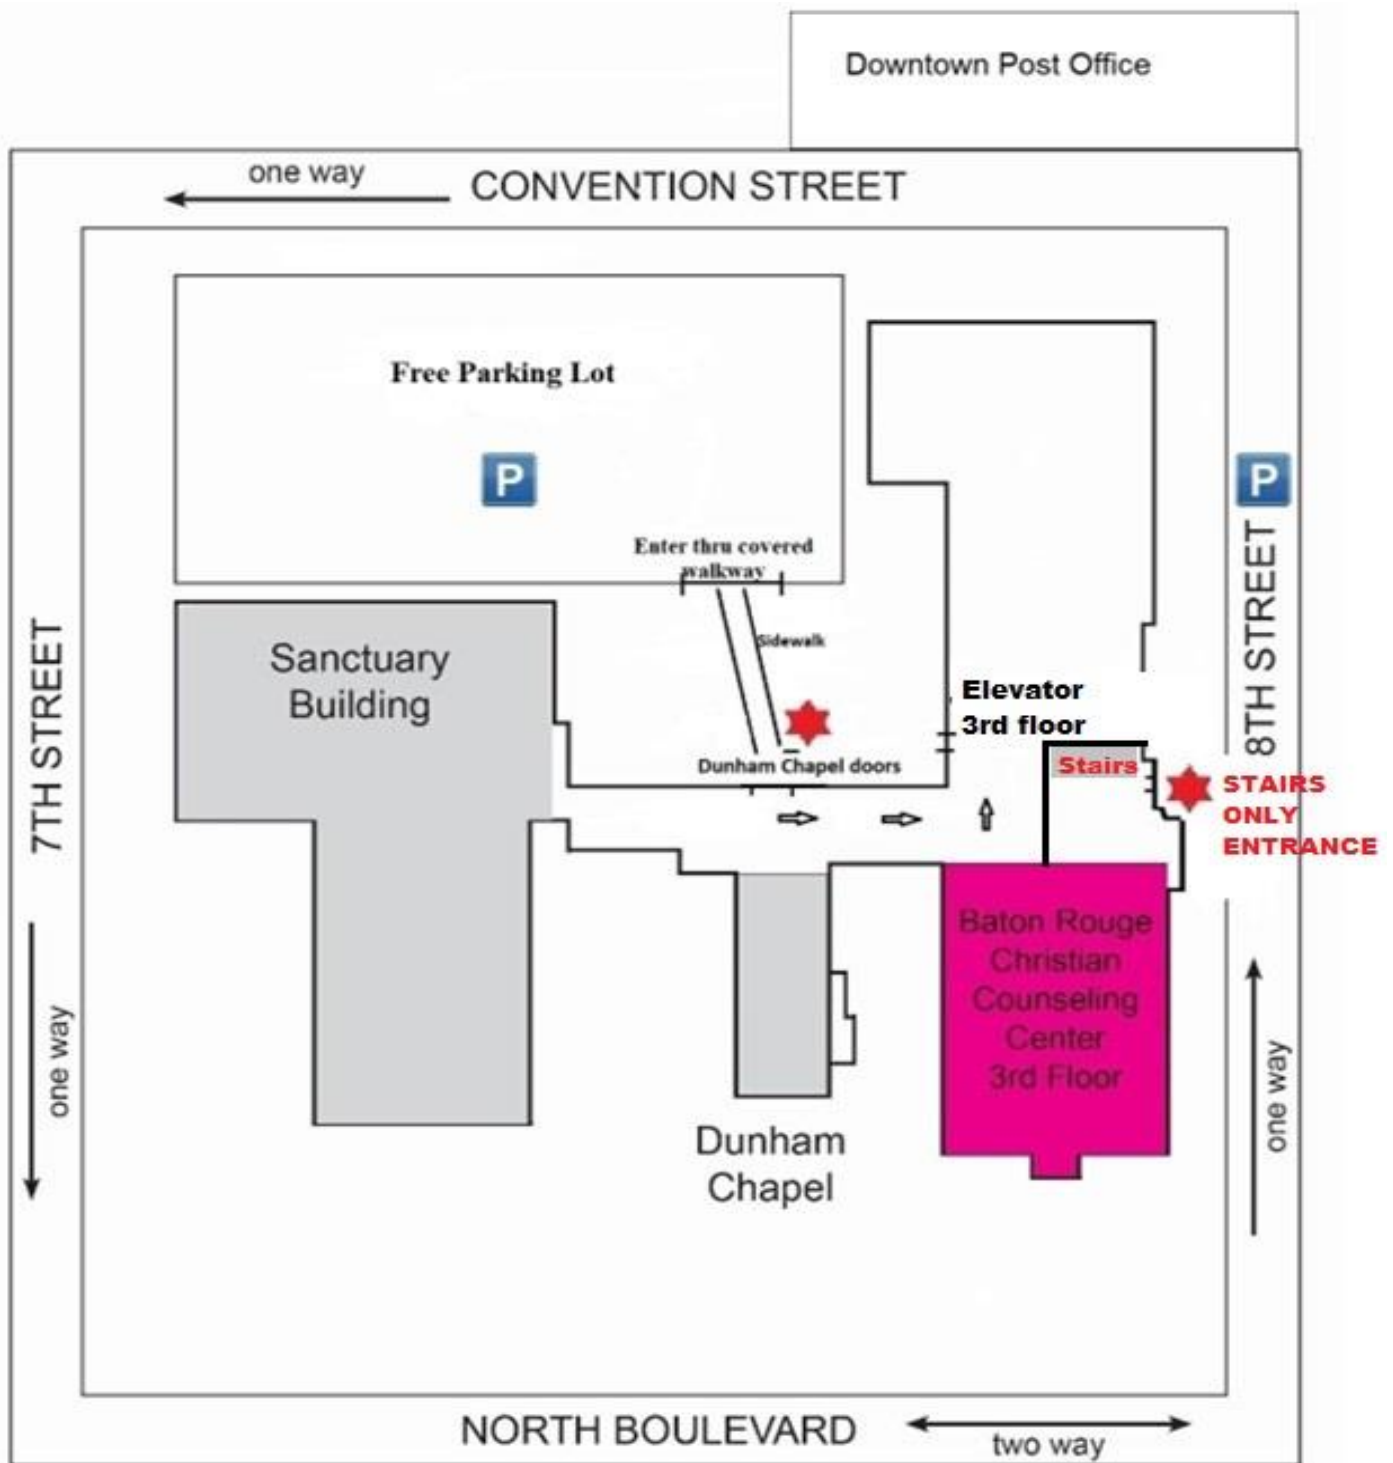 Downtown Post Office
one way
CONVENTION STREET
Free Parking Lot
P
P
Enter thru covered
walkway
Sidewalk
Sanctuary
Building
7TH STREET
8TH STREET
Elevator
3rd floor
Dunham Chapel doors
Stairs
STAIRS
ONLY
ENTRANCE
Baton Rouge
Christian
Counseling
Center
3rd Floor
one way
one way
Dunham
Chapel
NORTH BOULEVARD
two way